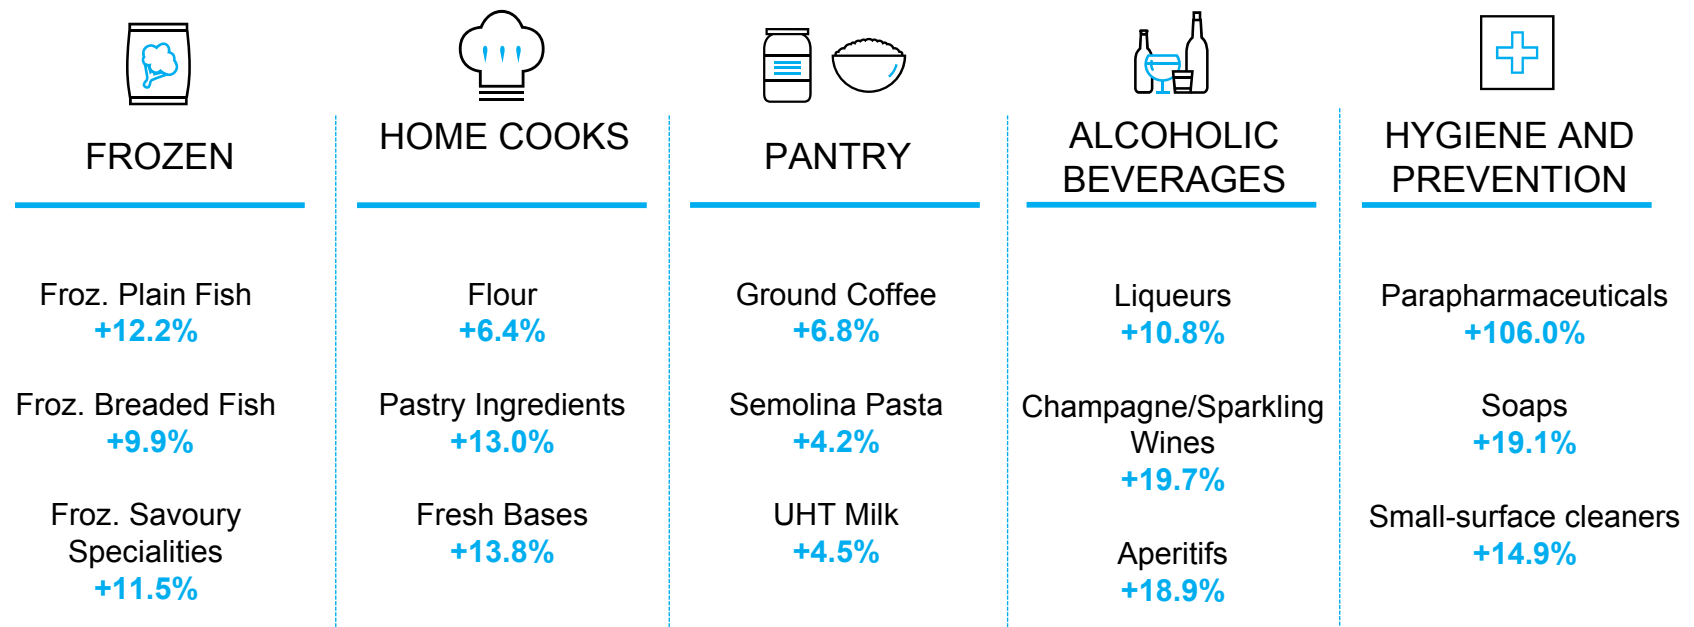 FROZEN
Froz. Plain Fish
+12.2%
Froz. Breaded Fish
+9.9%
Froz. Savoury
Specialities
+11.5%
HOME COOKS
Flour
+6.4%
Pastry Ingredients
+13.0%
Fresh Bases
+13.8%
PANTRY
Ground Coffee
+6.8%
Semolina Pasta
+4.2%
UHT Milk
+4.5%
ALCOHOLIC
BEVERAGES
Liqueurs
+10.8%
Champagne/Sparkling
Wines
+19.7%
Aperitifs
+18.9%
HYGIENE AND
PREVENTION
Parapharmaceuticals
+106.0%
Soaps
+19.1%
Small-surface cleaners
+14.9%